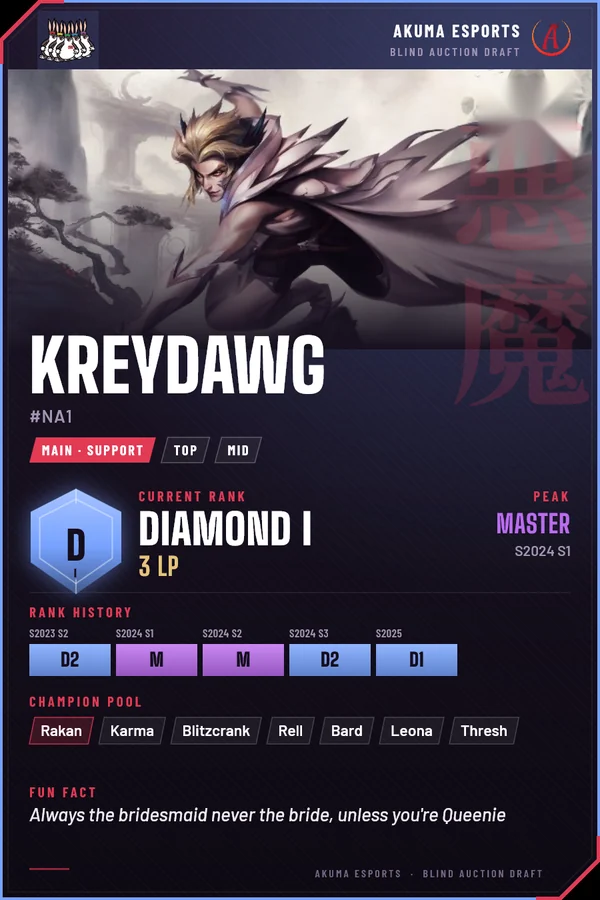 AKUMA ESPORTS
BLIND AUCTION DRAFT
悪
魔
KREYDAWG
#NA1
MAIN · SUPPORT
TOP
MID
D
I
CURRENT RANK
DIAMOND I
3 LP
PEAK
MASTER
S2024 S1
RANK HISTORY
S2023 S2 S2024 S1 S2024 S2 S2024 S3 S2025
D2 M M D2 D1
CHAMPION POOL
Rakan Karma Blitzcrank Rell Bard Leona Thresh
FUN FACT
Always the bridesmaid never the bride, unless you're Queenie
AKUMA ESPORTS · BLIND AUCTION DRAFT